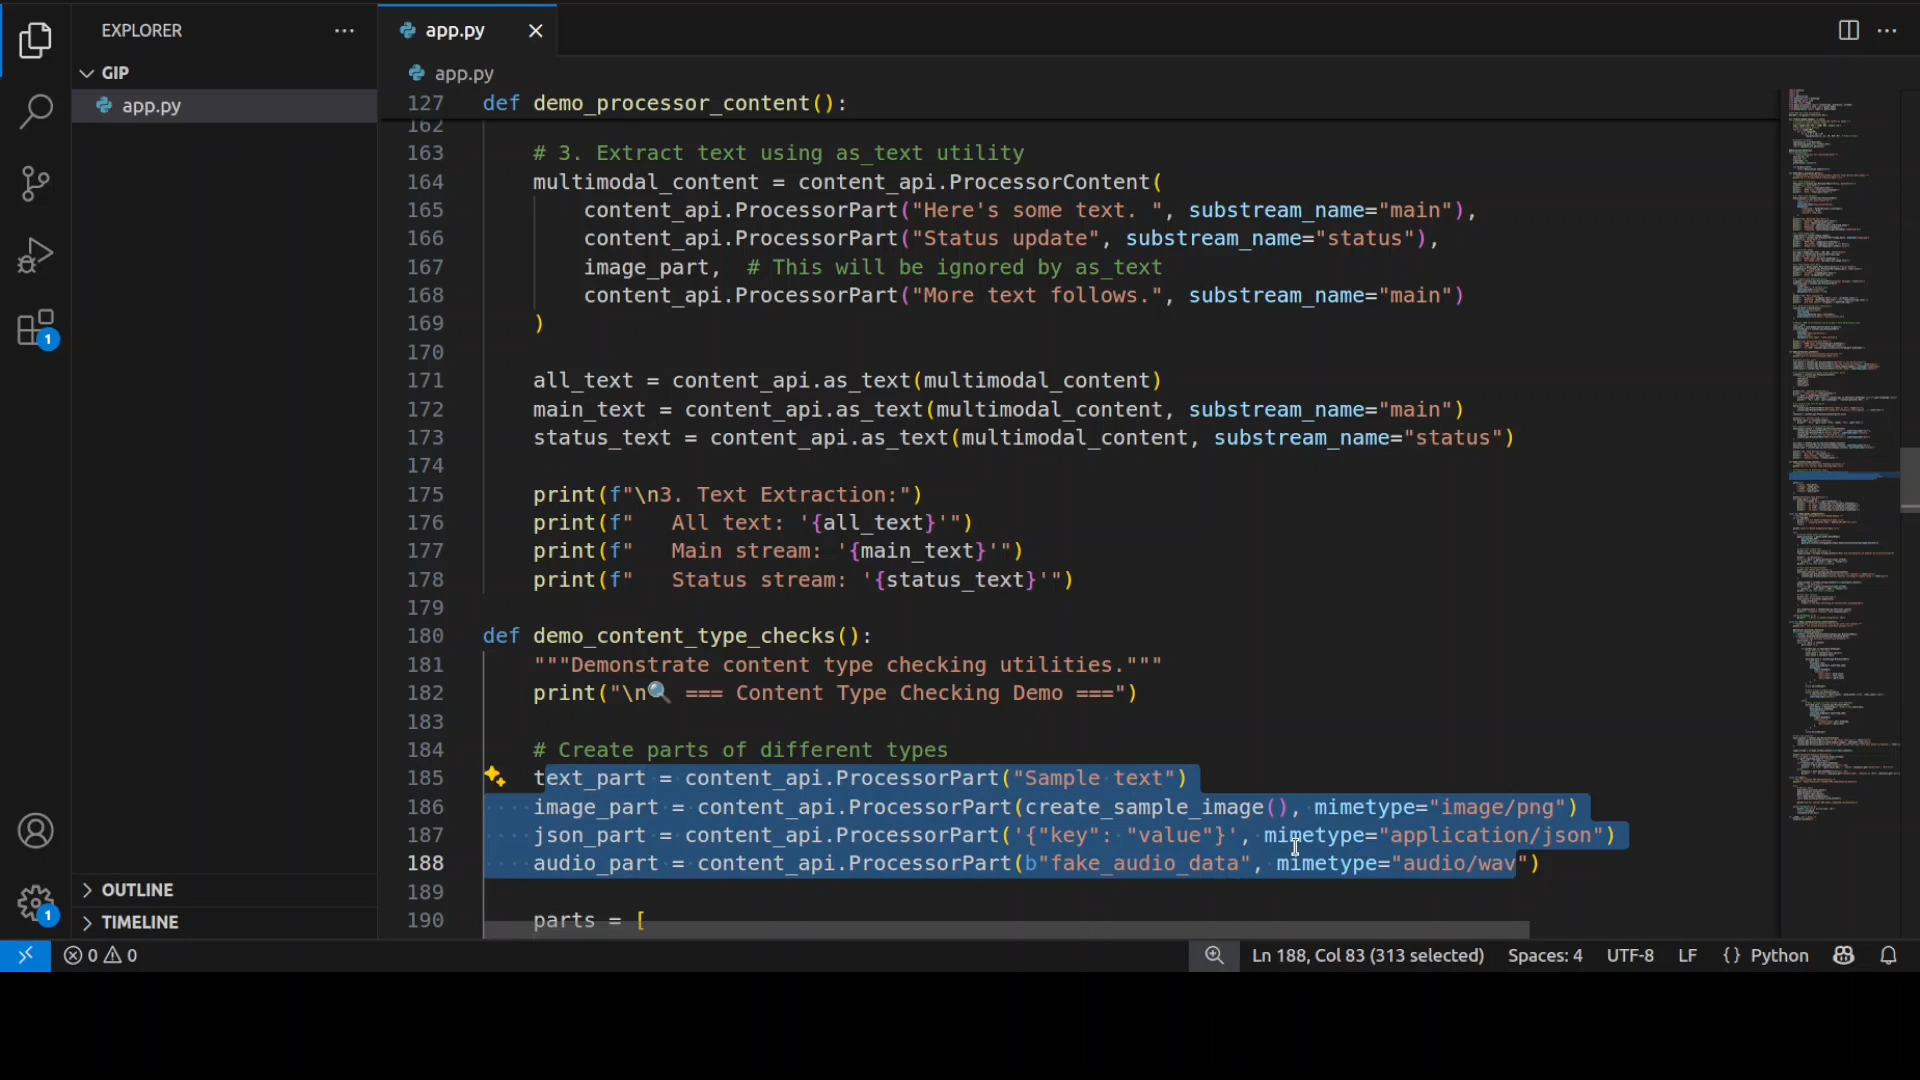 EXPLORER
GIP
app.py
OUTLINE
TIMELINE
1
1
app.py
app.py
127 def demo_processor_content():
162
163 # 3. Extract text using as_text utility
164 multimodal_content = content_api.ProcessorContent(
165 content_api.ProcessorPart("Here's some text. ", substream_name="main"),
166 content_api.ProcessorPart("Status update", substream_name="status"),
167 image_part,  # This will be ignored by as_text
168 content_api.ProcessorPart("More text follows.", substream_name="main")
169 )
170
171 all_text = content_api.as_text(multimodal_content)
172 main_text = content_api.as_text(multimodal_content, substream_name="main")
173 status_text = content_api.as_text(multimodal_content, substream_name="status")
174
175 print(f"\n3. Text Extraction:")
176 print(f"   All text: '{all_text}'")
177 print(f"   Main stream: '{main_text}'")
178 print(f"   Status stream: '{status_text}'")
179
180 def demo_content_type_checks():
181 """Demonstrate content type checking utilities."""
182 print("\n🔍 === Content Type Checking Demo ===")
183
184 # Create parts of different types
185 text_part = content_api.ProcessorPart("Sample text")
186 image_part = content_api.ProcessorPart(create_sample_image(), mimetype="image/png")
187 json_part = content_api.ProcessorPart('{"key": "value"}', mimetype="application/json")
188 audio_part = content_api.ProcessorPart(b"fake_audio_data", mimetype="audio/wav")
189
190 parts = [
0 0 Ln 188, Col 83 (313 selected) Spaces: 4 UTF-8 LF {} Python